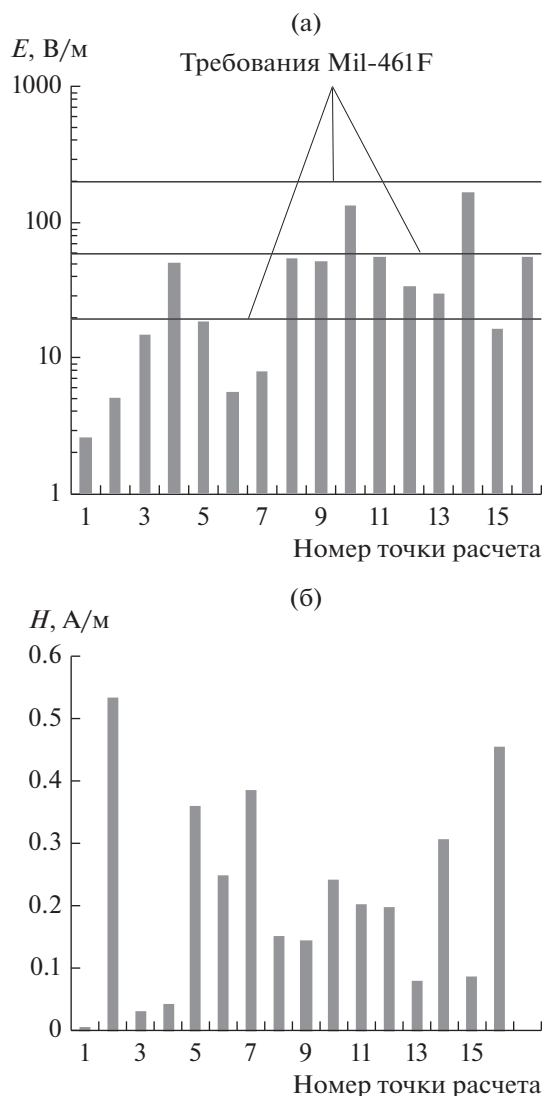 (а)
E, В/м
Требования Mil-461F
1000
100
10
1
1 3 5 7 9 11 13 15
Номер точки расчета
(б)
H, А/м
0.6
0.5
0.4
0.3
0.2
0.1
0
1 3 5 7 9 11 13 15
Номер точки расчета